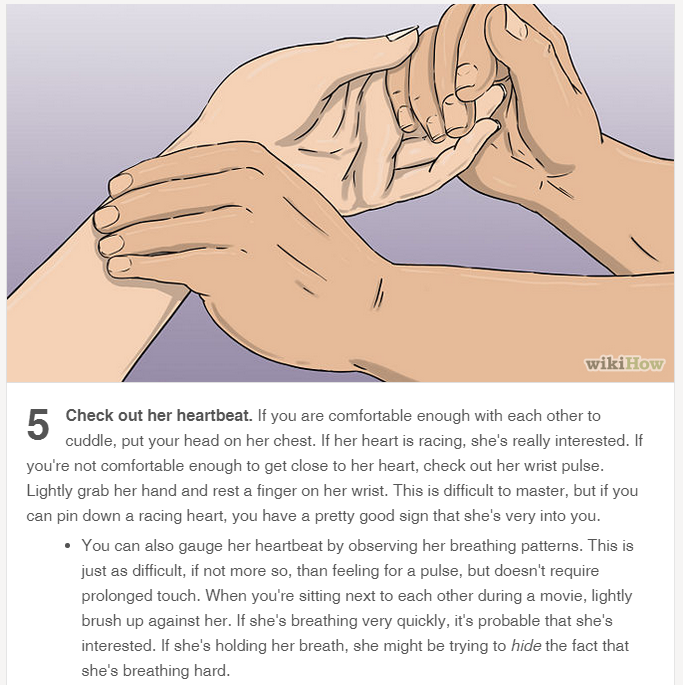 wikiHow
5 Check out her heartbeat. If you are comfortable enough with each other to
cuddle, put your head on her chest. If her heart is racing, she's really interested. If
you're not comfortable enough to get close to her heart, check out her wrist pulse.
Lightly grab her hand and rest a finger on her wrist. This is difficult to master, but if you
can pin down a racing heart, you have a pretty good sign that she's very into you.
• You can also gauge her heartbeat by observing her breathing patterns. This is
just as difficult, if not more so, than feeling for a pulse, but doesn't require
prolonged touch. When you're sitting next to each other during a movie, lightly
brush up against her. If she's breathing very quickly, it's probable that she's
interested. If she's holding her breath, she might be trying to hide the fact that
she's breathing hard.